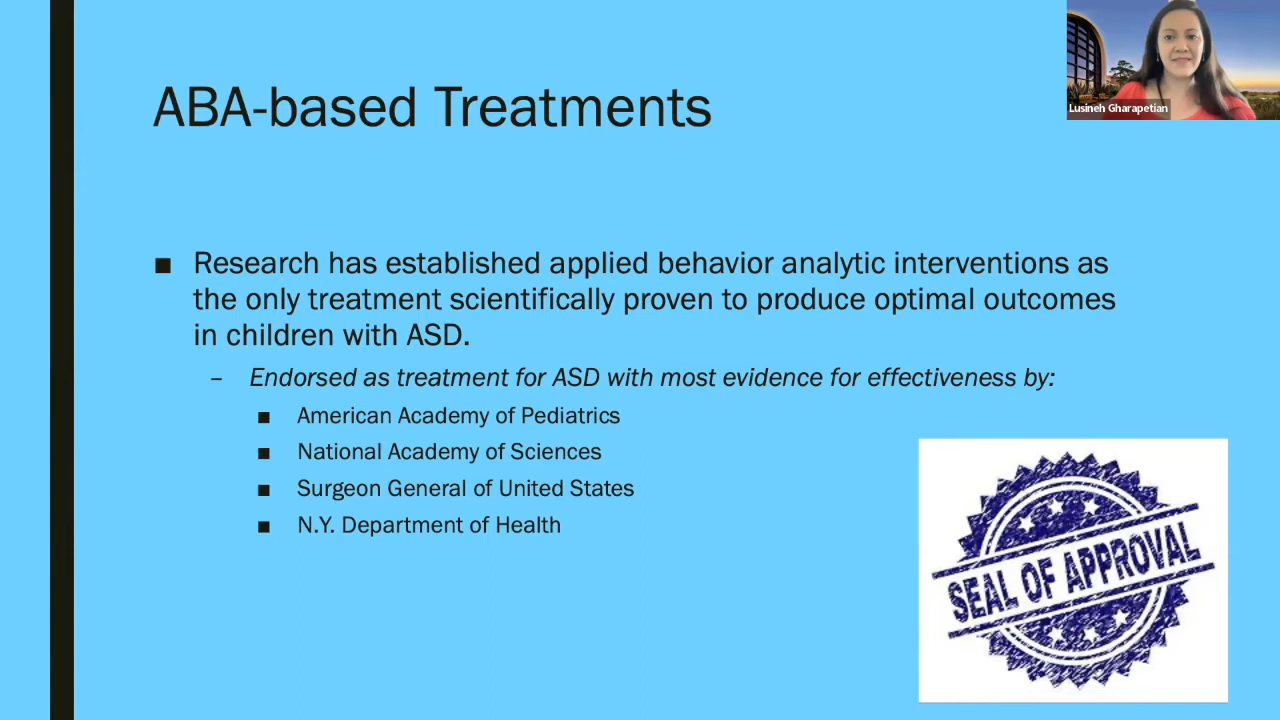 Lusineh Gharapetian
ABA-based Treatments
■ Research has established applied behavior analytic interventions as
the only treatment scientifically proven to produce optimal outcomes
in children with ASD.
– Endorsed as treatment for ASD with most evidence for effectiveness by:
■ American Academy of Pediatrics
■ National Academy of Sciences
■ Surgeon General of United States
■ N.Y. Department of Health
SEAL OF APPROVAL